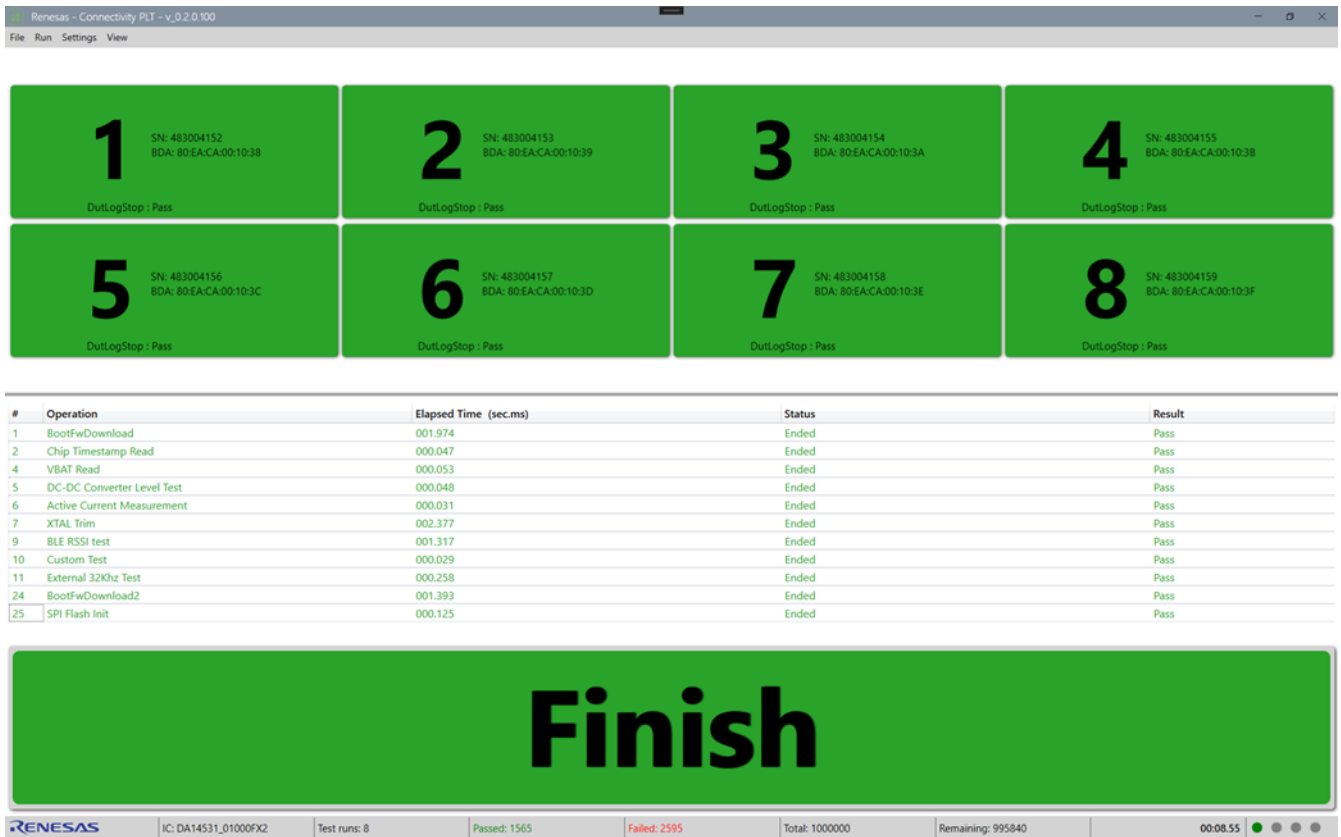 Renesas - Connectivity PLT - v_0.2.0.100
File Run Settings View
1 SN: 483004152
BDA: 80:EA:CA:00:10:38
DutLogStop : Pass
2 SN: 483004153
BDA: 80:EA:CA:00:10:39
DutLogStop : Pass
3 SN: 483004154
BDA: 80:EA:CA:00:10:3A
DutLogStop : Pass
4 SN: 483004155
BDA: 80:EA:CA:00:10:3B
DutLogStop : Pass
5 SN: 483004156
BDA: 80:EA:CA:00:10:3C
DutLogStop : Pass
6 SN: 483004157
BDA: 80:EA:CA:00:10:3D
DutLogStop : Pass
7 SN: 483004158
BDA: 80:EA:CA:00:10:3E
DutLogStop : Pass
8 SN: 483004159
BDA: 80:EA:CA:00:10:3F
DutLogStop : Pass
# Operation Elapsed Time (sec.ms) Status Result
1 BootFwDownload 001.974 Ended Pass
2 Chip Timestamp Read 000.047 Ended Pass
4 VBAT Read 000.053 Ended Pass
5 DC-DC Converter Level Test 000.048 Ended Pass
6 Active Current Measurement 000.031 Ended Pass
7 XTAL Trim 002.377 Ended Pass
9 BLE RSSI test 001.317 Ended Pass
10 Custom Test 000.029 Ended Pass
11 External 32Khz Test 000.258 Ended Pass
24 BootFwDownload2 001.393 Ended Pass
25 SPI Flash Init 000.125 Ended Pass
Finish
RENESAS IC: DA14531_01000FX2 Test runs: 8 Passed: 1565 Failed: 2595 Total: 1000000 Remaining: 995840 00:08.55